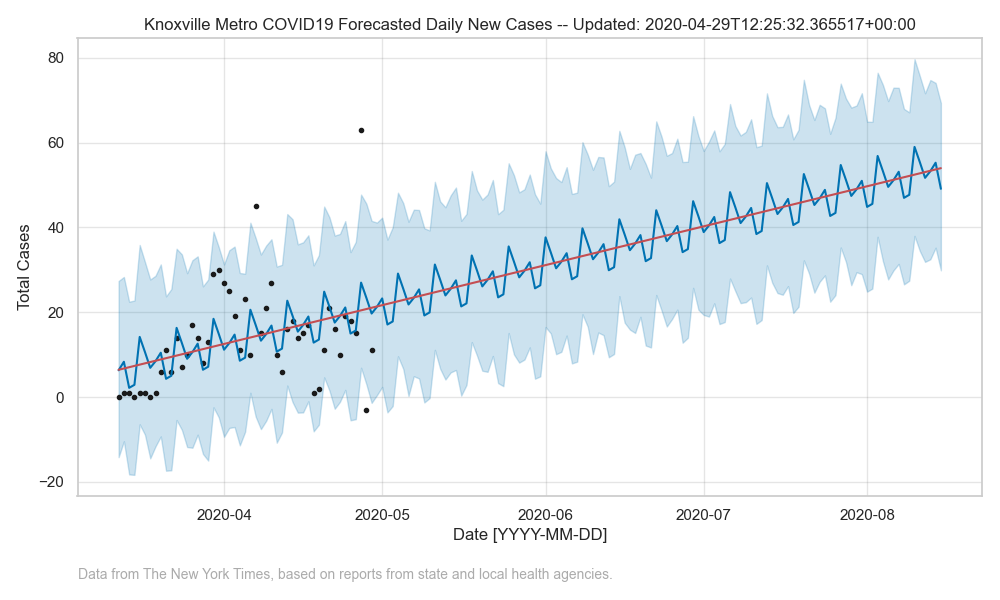 Knoxville Metro COVID19 Forecasted Daily New Cases -- Updated: 2020-04-29T12:25:32.365517+00:00
80
60
40
20
0
−20
Total Cases
2020-04 2020-05 2020-06 2020-07 2020-08
Date [YYYY-MM-DD]
Data from The New York Times, based on reports from state and local health agencies.